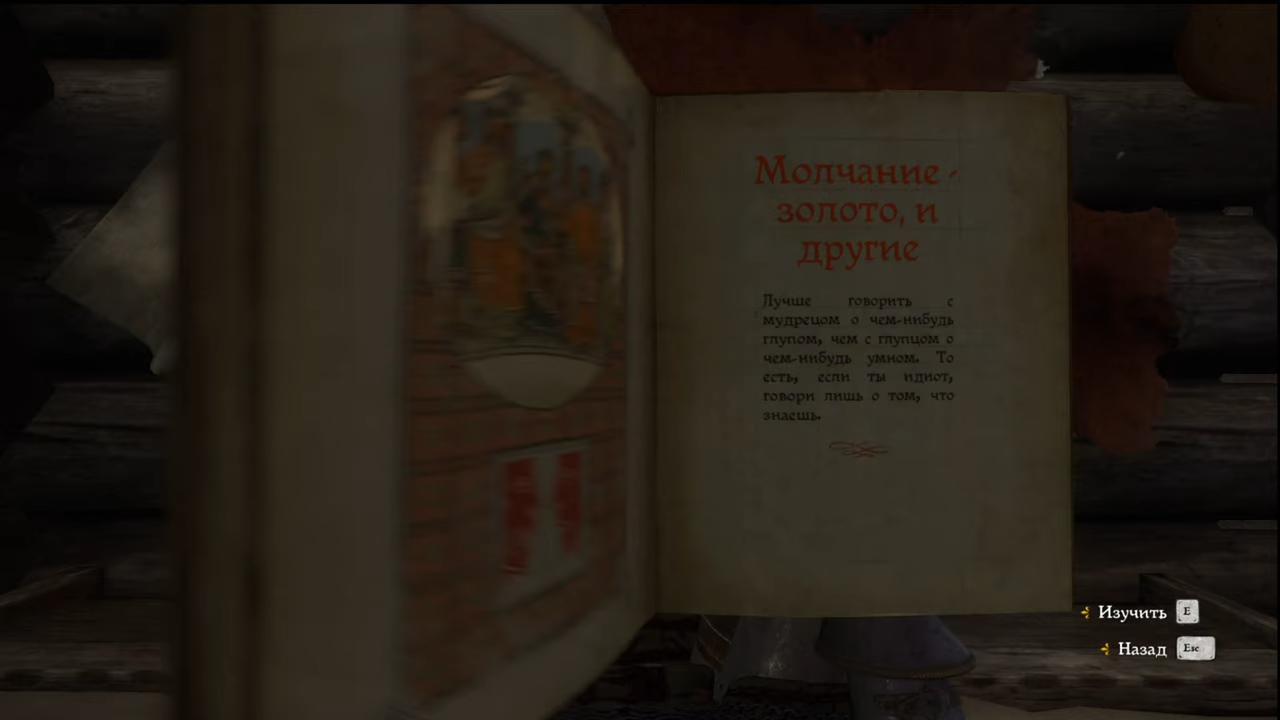 Молчание -
золото, и
другие
Лучше говорить с
мудрецом о чем-нибудь
глупом, чем с глупцом о
чем-нибудь умном. То
есть, если ты идиот,
говори лишь о том, что
знаешь.
Изучить E
Назад Esc